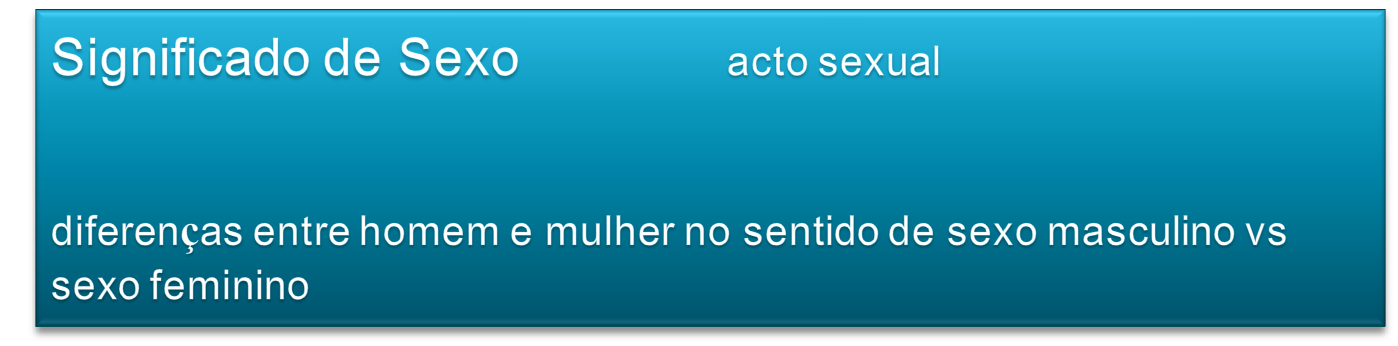 Significado de Sexo acto sexual
diferenças entre homem e mulher no sentido de sexo masculino vs
sexo feminino